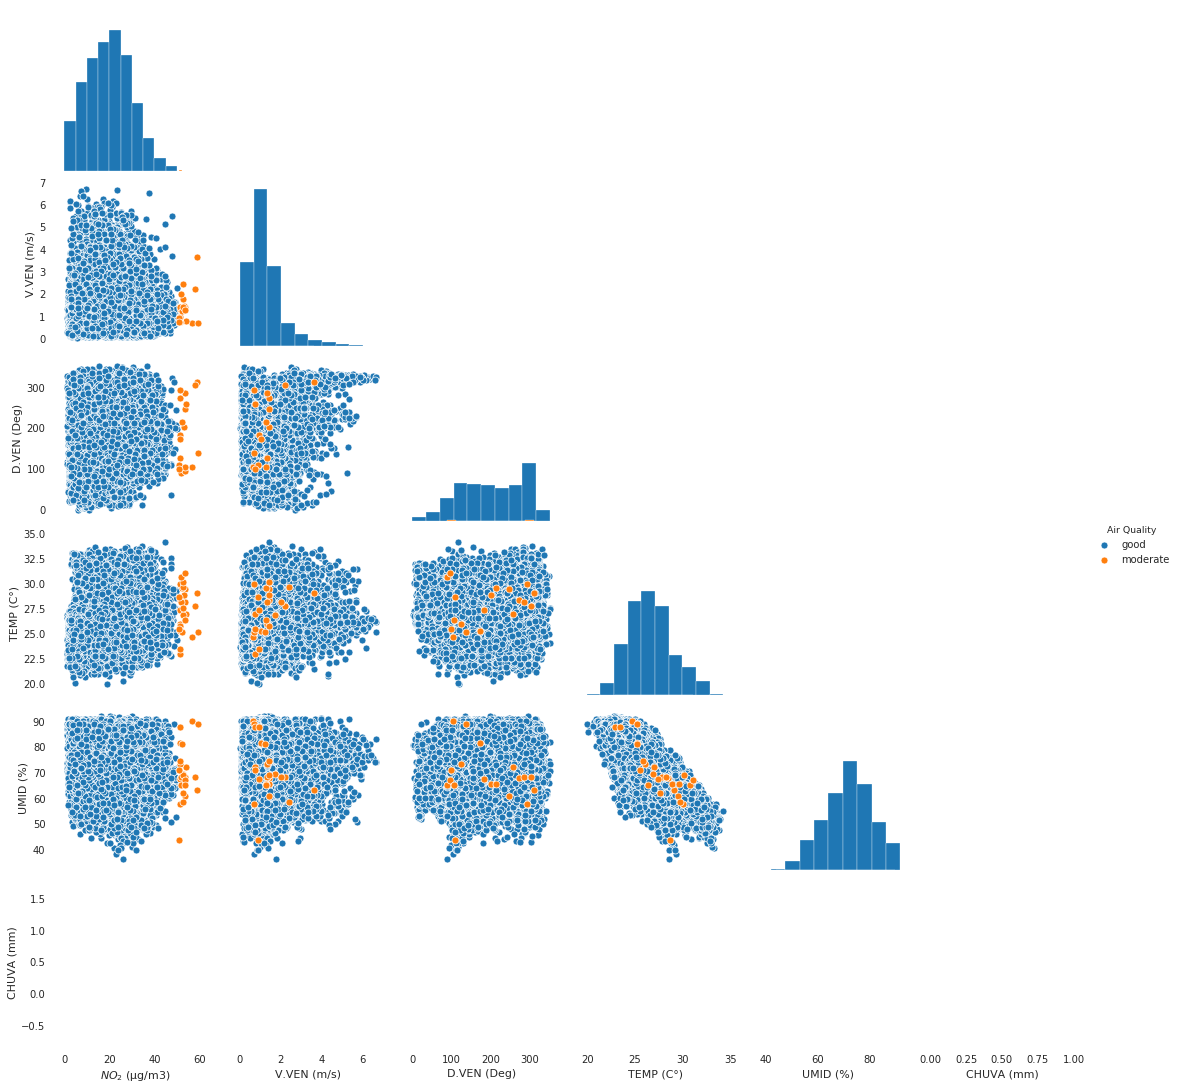 7
6
5
4
3
2
1
0
V.VEN (m/s)
300
200
100
0
D.VEN (Deg)
35.0
32.5
30.0
27.5
25.0
22.5
20.0
TEMP (C°)
Air Quality
good
moderate
90
80
70
60
50
40
UMID (%)
1.5
1.0
0.5
0.0
−0.5
CHUVA (mm)
0 20 40 60
NO₂ (µg/m3)
0 2 4 6
V.VEN (m/s)
0 100 200 300
D.VEN (Deg)
20 25 30 35
TEMP (C°)
40 60 80
UMID (%)
0.00 0.25 0.50 0.75 1.00
CHUVA (mm)